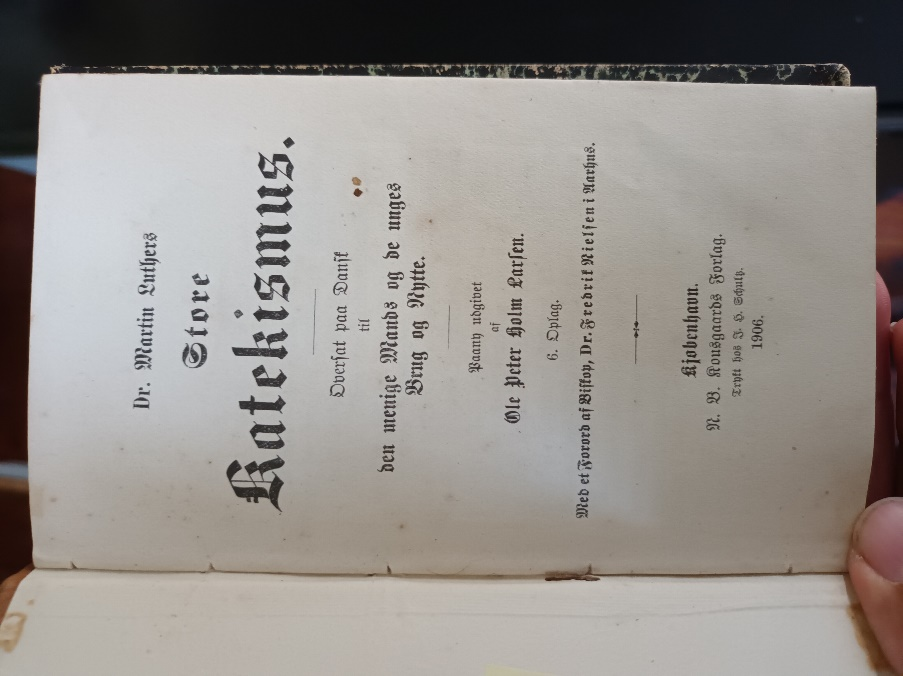 Dr. Martin Luthers
Store
Katekismus.
Oversat paa Dansk
til
den menige Mands og de unges
Brug og Nytte.
Paany udgivet
af
Ole Peter Holm Larsen.
6. Oplag.
Med et Forord af Biskop, Dr. Fredrik Nielsen i Aarhus.
Kjøbenhavn.
N. B. Kousgaards Forlag.
Trykt hos J. H. Schultz.
1906.